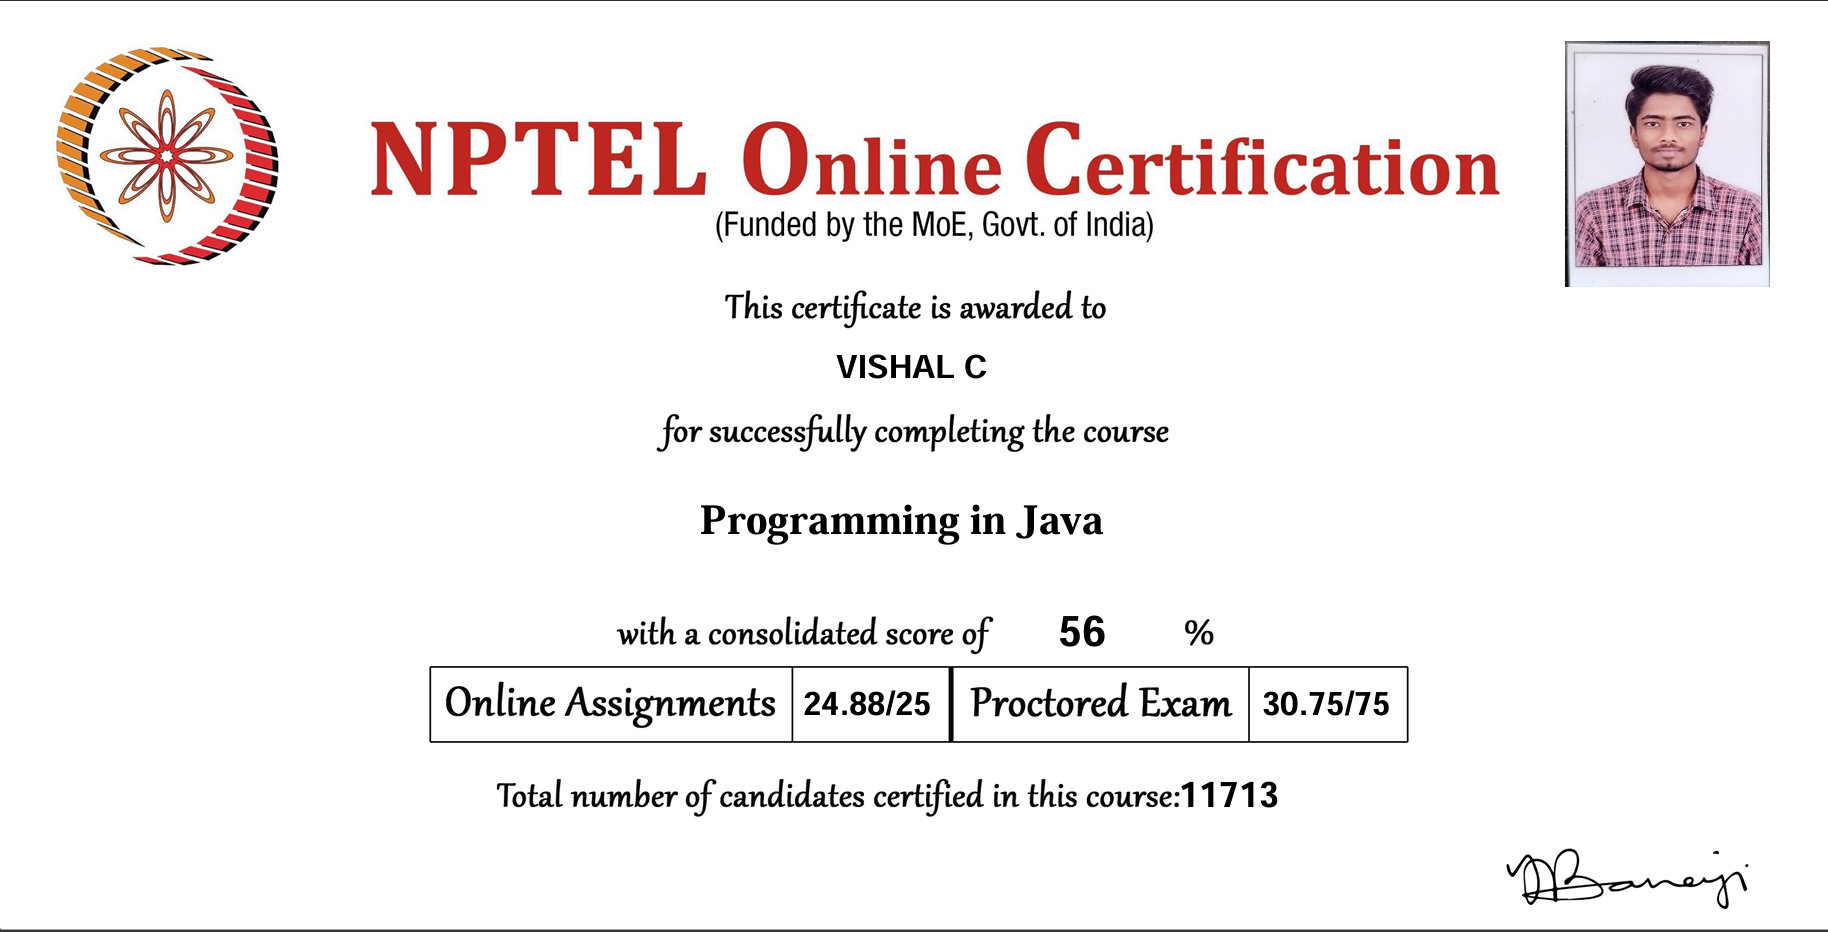 NPTEL Online Certification
(Funded by the MoE, Govt. of India)
This certificate is awarded to
VISHAL C
for successfully completing the course
Programming in Java
with a consolidated score of 56 %
Online Assignments 24.88/25 Proctored Exam 30.75/75
Total number of candidates certified in this course:11713